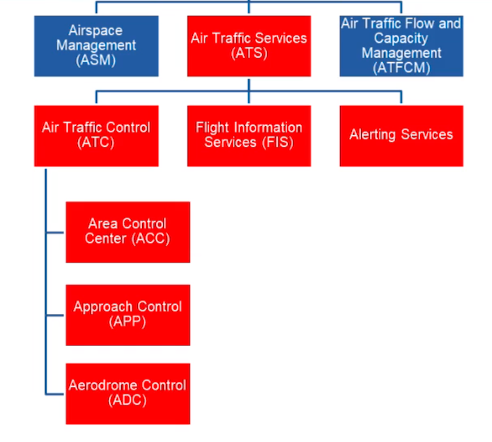 Airspace
Management
(ASM)
Air Traffic Services
(ATS)
Air Traffic Flow and
Capacity
Management
(ATFCM)
Air Traffic Control
(ATC)
Flight Information
Services (FIS)
Alerting Services
Area Control
Center (ACC)
Approach Control
(APP)
Aerodrome Control
(ADC)